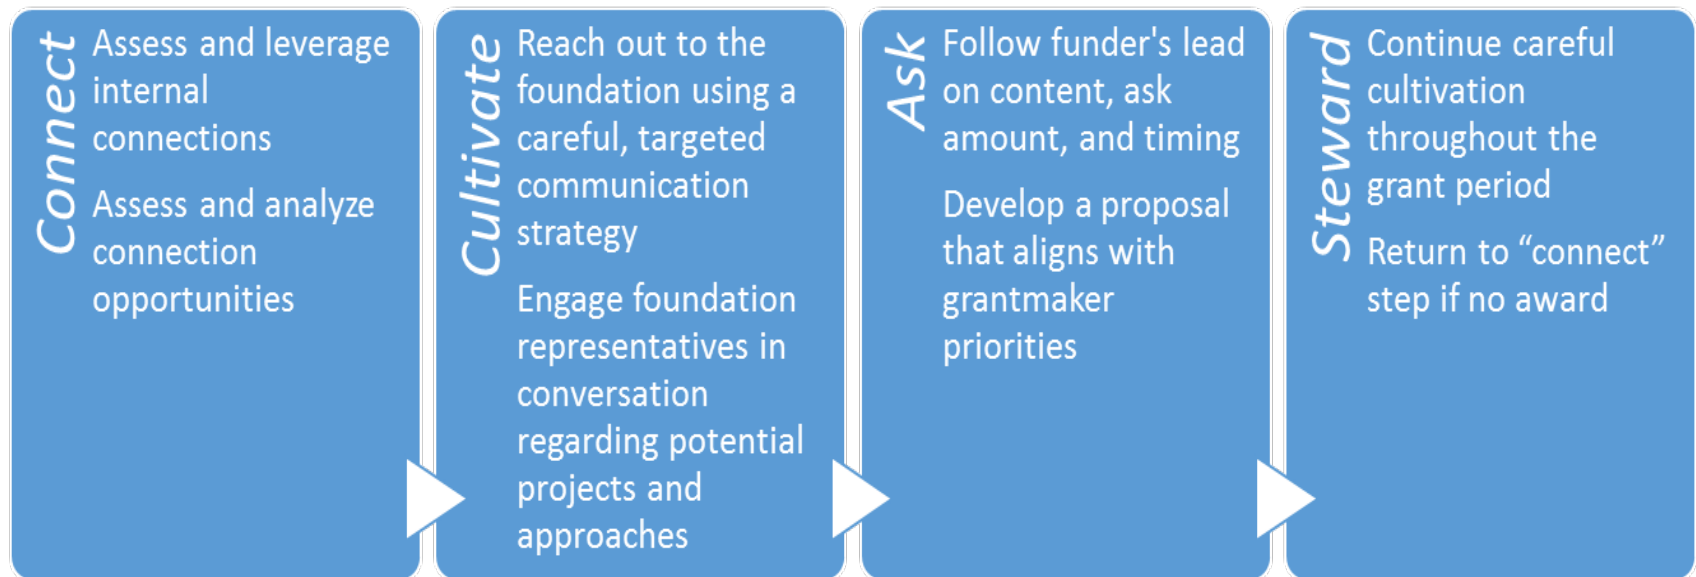 Connect
Assess and leverage
internal
connections
Assess and analyze
connection
opportunities
Cultivate
Reach out to the
foundation using a
careful, targeted
communication
strategy
Engage foundation
representatives in
conversation
regarding potential
projects and
approaches
Ask
Follow funder's lead
on content, ask
amount, and timing
Develop a proposal
that aligns with
grantmaker
priorities
Steward
Continue careful
cultivation
throughout the
grant period
Return to “connect”
step if no award